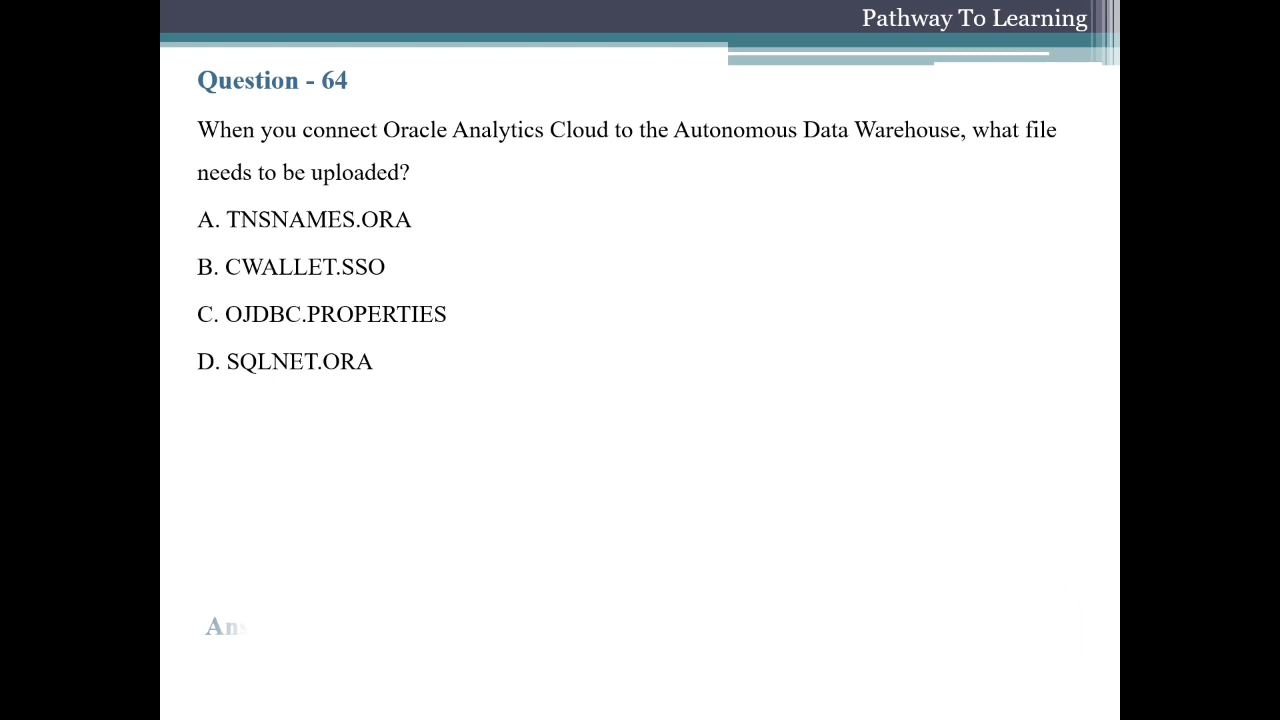 Pathway To Learning
Question - 64
When you connect Oracle Analytics Cloud to the Autonomous Data Warehouse, what file
needs to be uploaded?
A. TNSNAMES.ORA
B. CWALLET.SSO
C. OJDBC.PROPERTIES
D. SQLNET.ORA